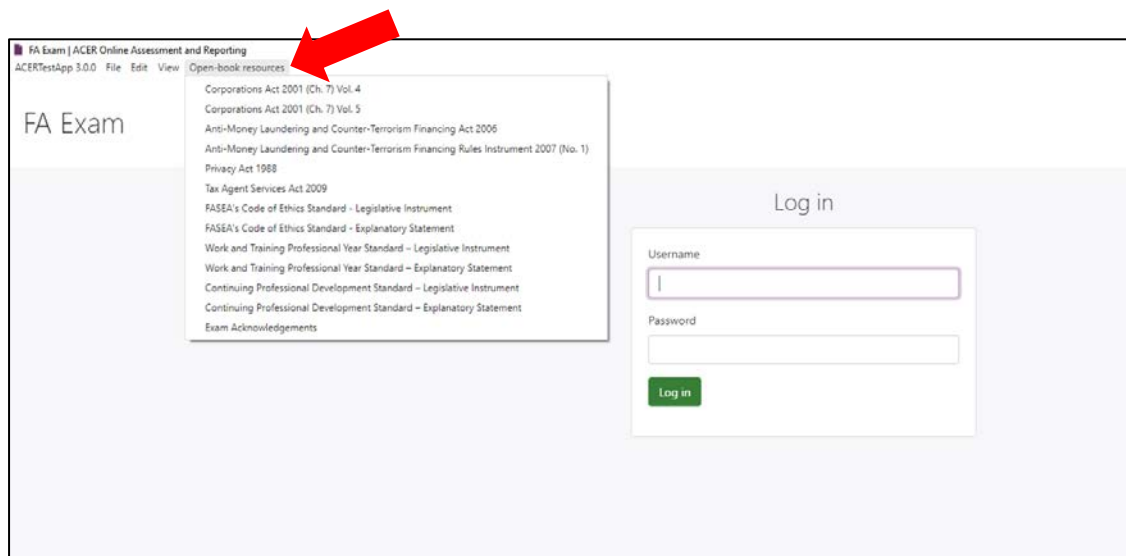 FA Exam | ACER Online Assessment and Reporting
ACERTestApp 3.0.0 File Edit View Open-book resources
Corporations Act 2001 (Ch. 7) Vol. 4
Corporations Act 2001 (Ch. 7) Vol. 5
Anti-Money Laundering and Counter-Terrorism Financing Act 2006
Anti-Money Laundering and Counter-Terrorism Financing Rules Instrument 2007 (No. 1)
Privacy Act 1988
Tax Agent Services Act 2009
FASEA's Code of Ethics Standard - Legislative Instrument
FASEA's Code of Ethics Standard - Explanatory Statement
Work and Training Professional Year Standard – Legislative Instrument
Work and Training Professional Year Standard – Explanatory Statement
Continuing Professional Development Standard – Legislative Instrument
Continuing Professional Development Standard – Explanatory Statement
Exam Acknowledgements
FA Exam
Log in
Username
Password
Log in